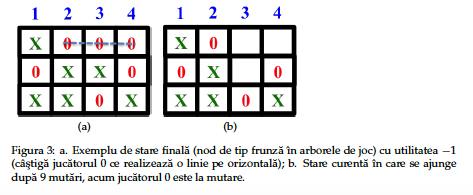 1 2 3 4 1 2 3 4
X 0 0 0 X 0
0 X X 0 0 X 0
X X 0 X X X 0 X
(a) (b)
Figura 3: a. Exemplu de stare finală (nod de tip frunză în arborele de joc) cu utilitatea −1
(câștigă jucătorul 0 ce realizează o linie pe orizontală); b. Stare curentă în care se ajunge
după 9 mutări, acum jucătorul 0 este la mutare.